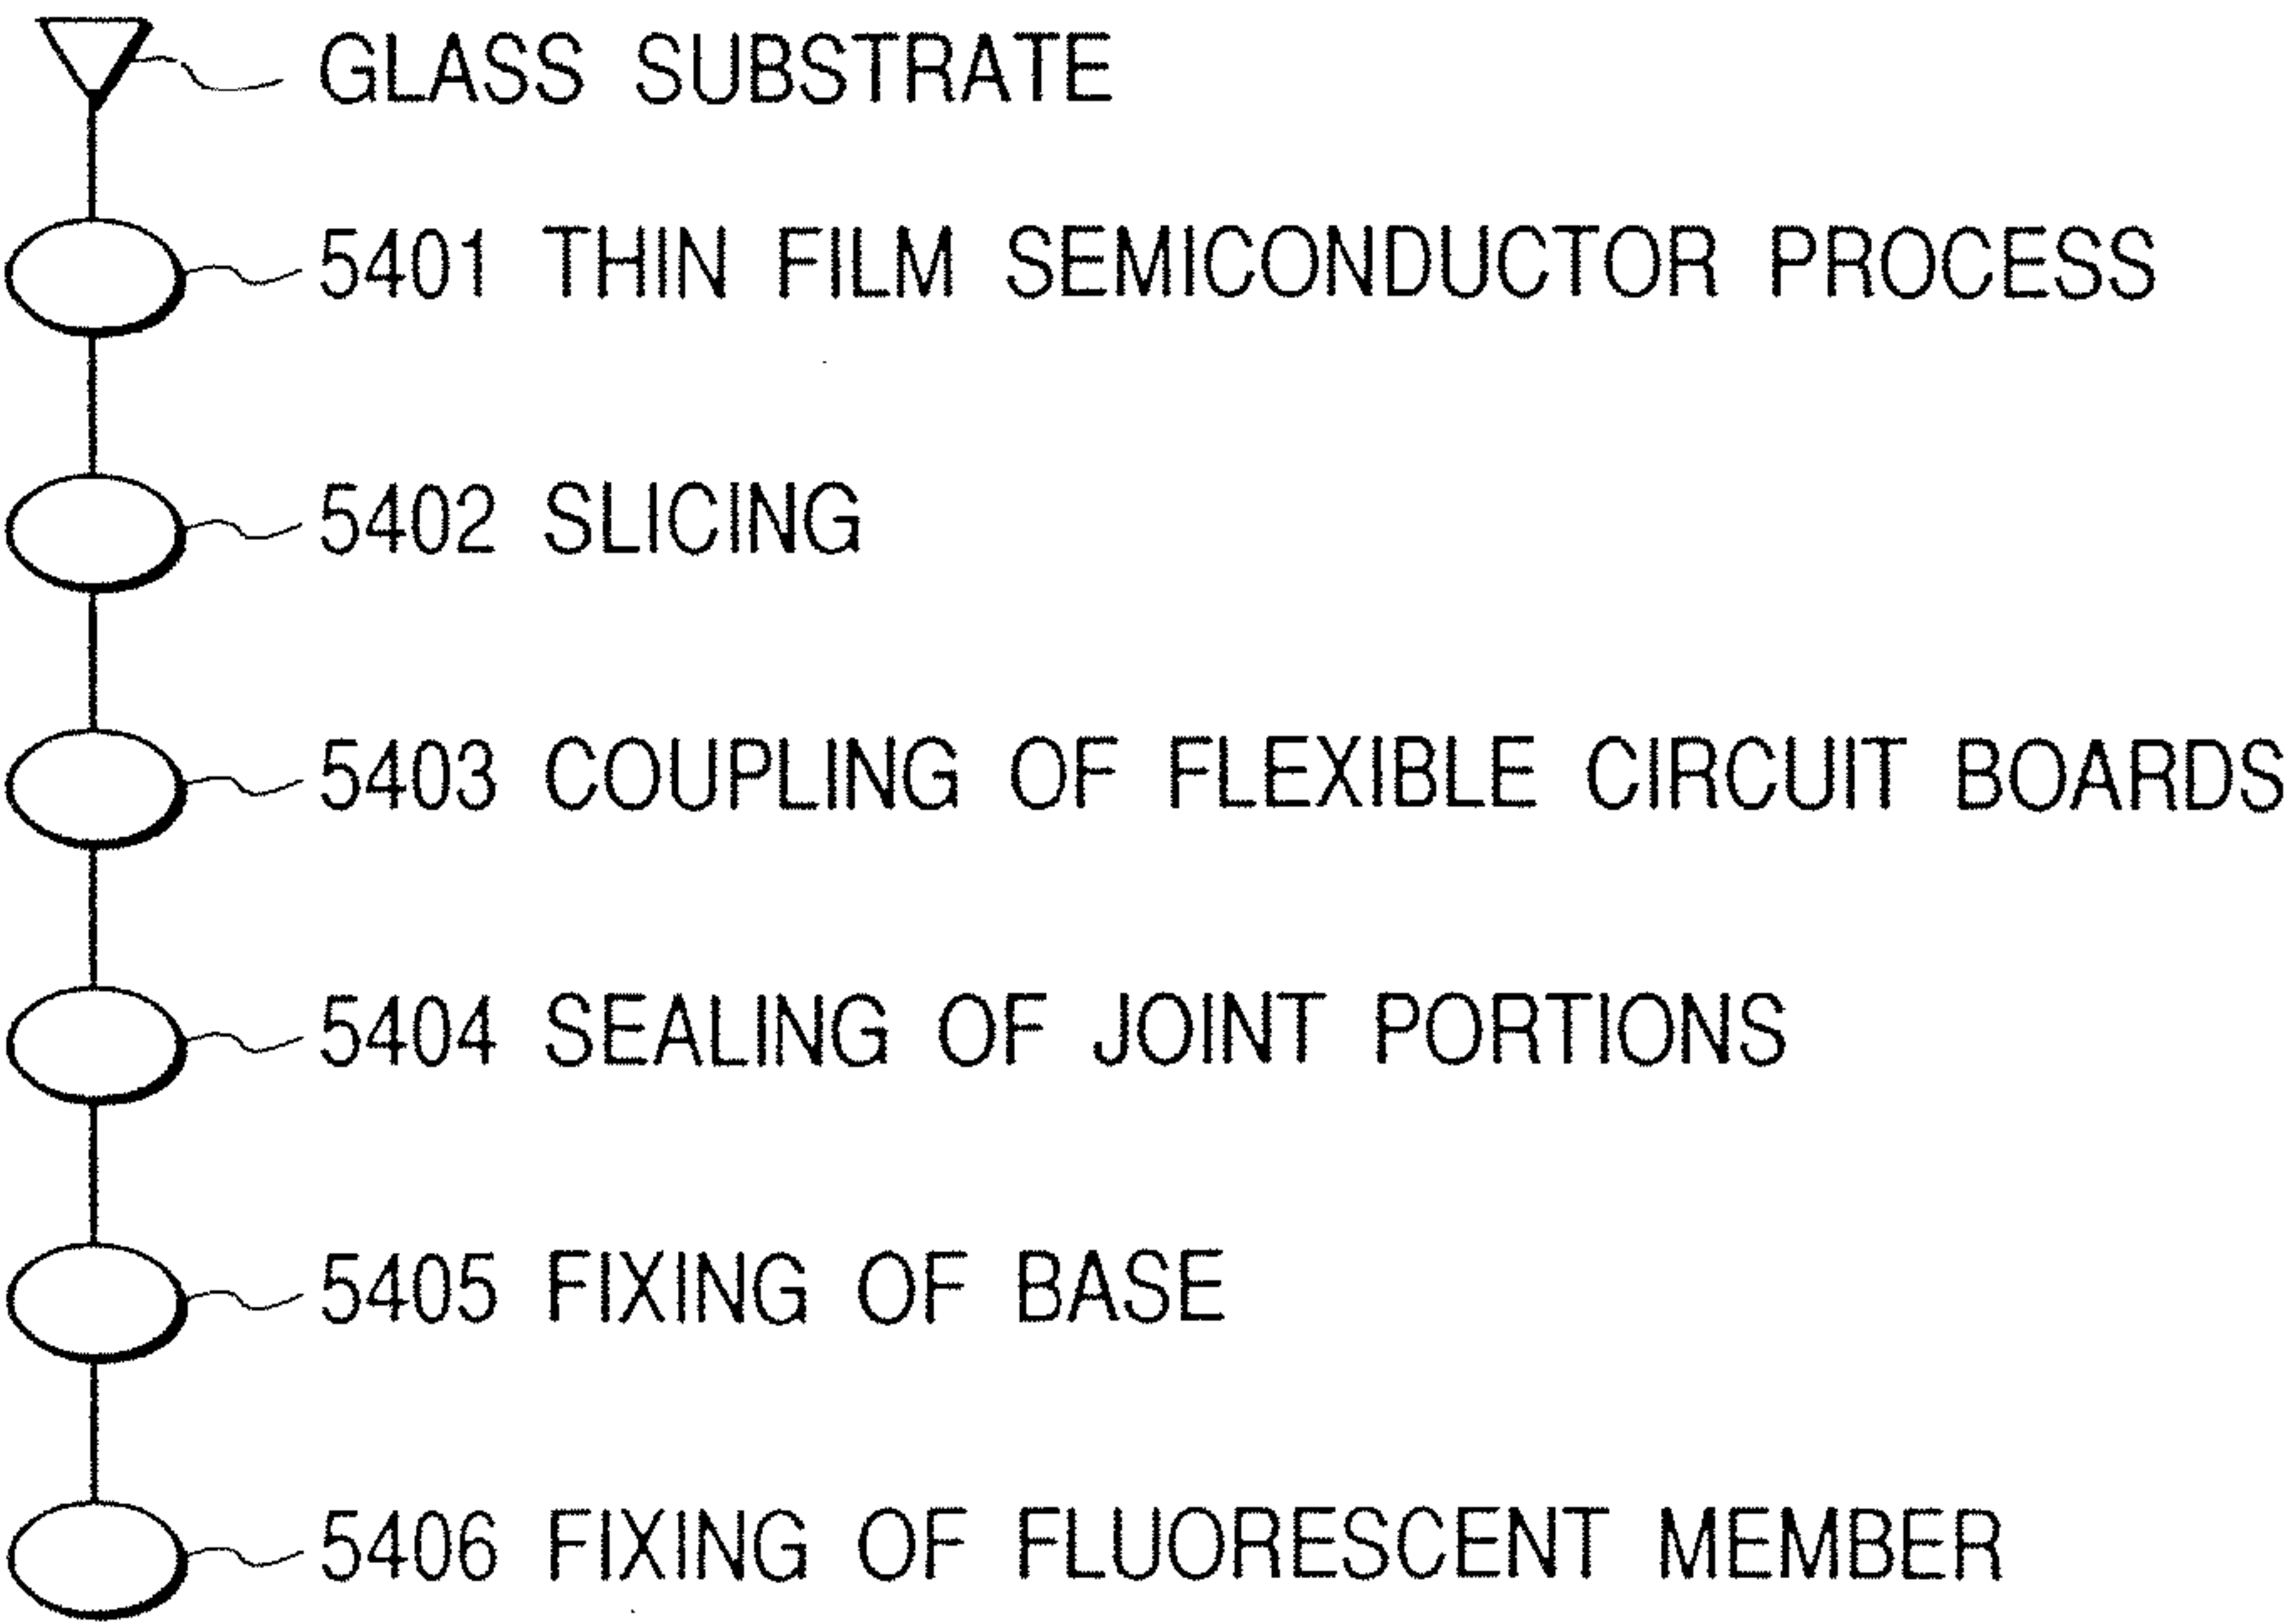 GLASS SUBSTRATE
5401 THIN FILM SEMICONDUCTOR PROCESS
5402 SLICING
5403 COUPLING OF FLEXIBLE CIRCUIT BOARDS
5404 SEALING OF JOINT PORTIONS
5405 FIXING OF BASE
5406 FIXING OF FLUORESCENT MEMBER